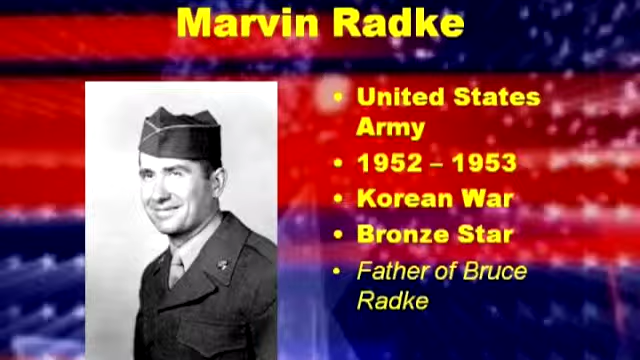 Marvin Radke
• United States
Army
• 1952 – 1953
• Korean War
• Bronze Star
• Father of Bruce
Radke